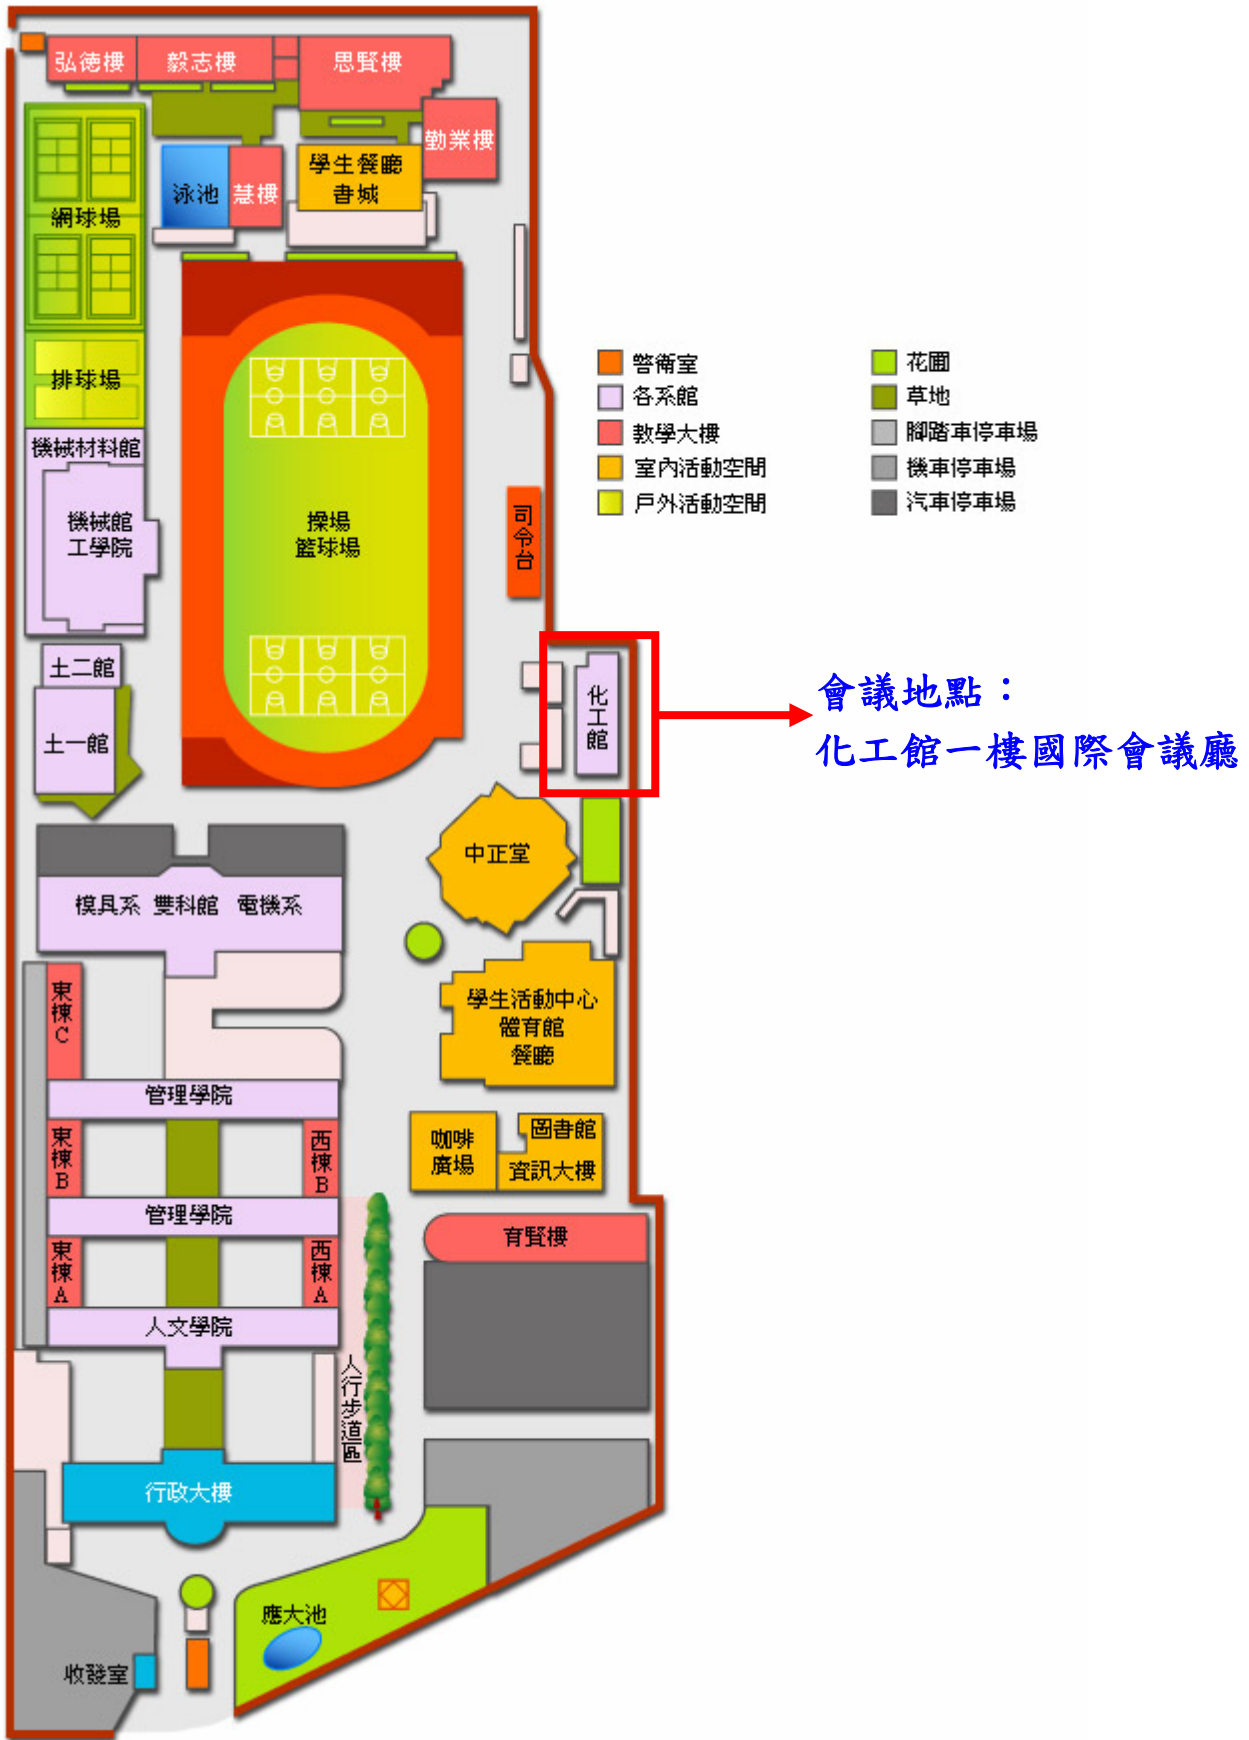 弘德樓
毅志樓
思賢樓
勤業樓
學生餐廳
書城
泳池
慧樓
網球場
排球場
警衛室
各系館
教學大樓
室內活動空間
戶外活動空間
花圃
草地
腳踏車停車場
機車停車場
汽車停車場
機械材料館
機械館
工學院
操場
籃球場
司令台
土二館
土一館
化工館
會議地點：
化工館一樓國際會議廳
中正堂
模具系 雙科館 電機系
學生活動中心
體育館
餐廳
東棟C
管理學院
東棟B
西棟B
咖啡
廣場
圖書館
資訊大樓
管理學院
東棟A
西棟A
育賢樓
人文學院
人行步道區
行政大樓
應大池
收發室